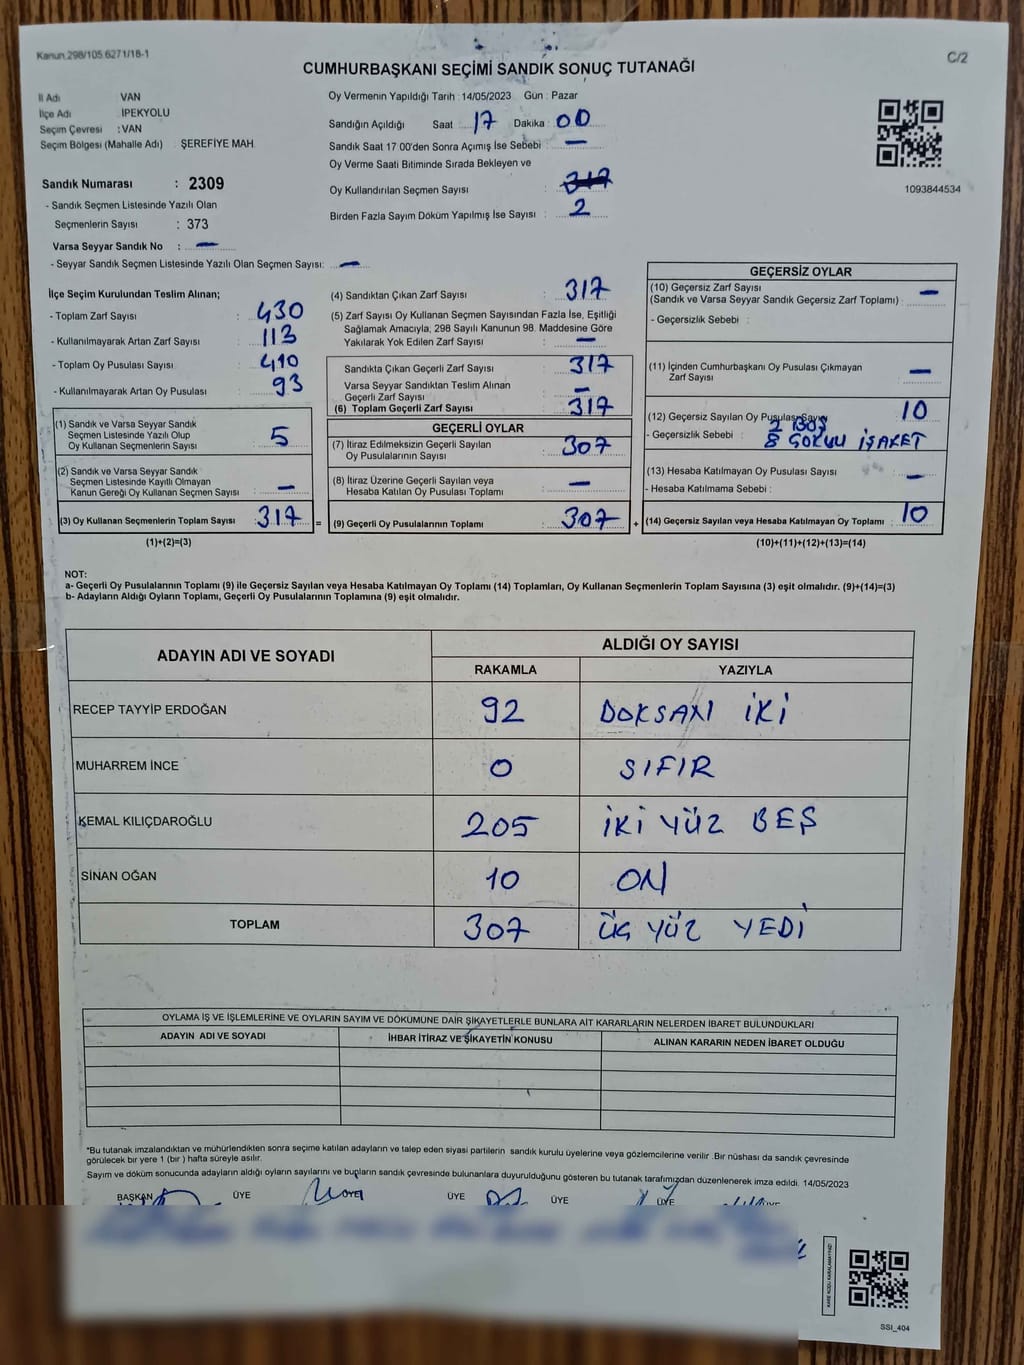 Kanun.298/105.6271/18-1
C/2
CUMHURBAŞKANI SEÇİMİ SANDIK SONUÇ TUTANAĞI
İl Adı VAN
İlçe Adı İPEKYOLU
Seçim Çevresi : VAN
Seçim Bölgesi (Mahalle Adı) ŞEREFİYE MAH.
Sandık Numarası : 2309
- Sandık Seçmen Listesinde Yazılı Olan
Seçmenlerin Sayısı : 373
Varsa Seyyar Sandık No : —
- Seyyar Sandık Seçmen Listesinde Yazılı Olan Seçmen Sayısı: —
Oy Vermenin Yapıldığı Tarih : 14/05/2023 Gün : Pazar
Sandığın Açıldığı Saat : 17 Dakika : 00
Sandık Saat 17 00'den Sonra Açımış İse Sebebi : —
Oy Verme Saati Bitiminde Sırada Bekleyen ve
Oy Kullandırılan Seçmen Sayısı : 317
Birden Fazla Sayım Döküm Yapılmış İse Sayısı : 2
1093844534
İlçe Seçim Kurulundan Teslim Alınan;
- Toplam Zarf Sayısı : 430
- Kullanılmayarak Artan Zarf Sayısı : 113
- Toplam Oy Pusulası Sayısı : 410
- Kullanılmayarak Artan Oy Pusulası : 93
(1) Sandık ve Varsa Seyyar Sandık
Seçmen Listesinde Yazılı Olup
Oy Kullanan Seçmenlerin Sayısı : 5
(2) Sandık ve Varsa Seyyar Sandık
Seçmen Listesinde Kayıtlı Olmayan
Kanun Gereği Oy Kullanan Seçmen Sayısı : —
(3) Oy Kullanan Seçmenlerin Toplam Sayısı : 317 =
(1)+(2)=(3)
(4) Sandıktan Çıkan Zarf Sayısı : 317
(5) Zarf Sayısı Oy Kullanan Seçmen Sayısından Fazla İse, Eşitliği
Sağlamak Amacıyla; 298 Sayılı Kanunun 98. Maddesine Göre
Yakılarak Yok Edilen Zarf Sayısı : —
Sandıkta Çıkan Geçerli Zarf Sayısı : 317
Varsa Seyyar Sandıktan Teslim Alınan
Geçerli Zarf Sayısı : —
(6) Toplam Geçerli Zarf Sayısı : 317
GEÇERLİ OYLAR
(7) İtiraz Edilmeksizin Geçerli Sayılan
Oy Pusulalarının Sayısı : 307
(8) İtiraz Üzerine Geçerli Sayılan veya
Hesaba Katılan Oy Pusulası Toplamı : —
(9) Geçerli Oy Pusulalarının Toplamı : 307 +
GEÇERSİZ OYLAR
(10) Geçersiz Zarf Sayısı
(Sandık ve Varsa Seyyar Sandık Geçersiz Zarf Toplamı) : —
- Geçersizlik Sebebi :
(11) İçinden Cumhurbaşkanı Oy Pusulası Çıkmayan
Zarf Sayısı : —
(12) Geçersiz Sayılan Oy Pusulası Sayısı 10
2 BOŞ
- Geçersizlik Sebebi : 8 ÇOKLU İŞARET
(13) Hesaba Katılmayan Oy Pusulası Sayısı : —
- Hesaba Katılmama Sebebi :
(14) Geçersiz Sayılan veya Hesaba Katılmayan Oy Toplamı : 10
(10)+(11)+(12)+(13)=(14)
NOT:
a- Geçerli Oy Pusulalarının Toplamı (9) ile Geçersiz Sayılan veya Hesaba Katılmayan Oy Toplamı (14) Toplamları, Oy Kullanan Seçmenlerin Toplam Sayısına (3) eşit olmalıdır. (9)+(14)=(3)
b- Adayların Aldığı Oyların Toplamı, Geçerli Oy Pusulalarının Toplamına (9) eşit olmalıdır.
ADAYIN ADI VE SOYADI ALDIĞI OY SAYISI
RAKAMLA YAZIYLA
RECEP TAYYİP ERDOĞAN 92 DOKSAN İKİ
MUHARREM İNCE 0 SIFIR
KEMAL KILIÇDAROĞLU 205 İKİ YÜZ BEŞ
SİNAN OĞAN 10 ON
TOPLAM 307 ÜÇ YÜZ YEDİ
OYLAMA İŞ VE İŞLEMLERİNE VE OYLARIN SAYIM VE DÖKÜMÜNE DAİR ŞİKAYETLERLE BUNLARA AİT KARARLARIN NELERDEN İBARET BULUNDUKLARI
ADAYIN ADI VE SOYADI İHBAR İTİRAZ VE ŞİKAYETİN KONUSU ALINAN KARARIN NEDEN İBARET OLDUĞU
*Bu tutanak imzalandıktan ve mühürlendikten sonra seçime katılan adayların ve talep eden siyasi partilerin sandık kurulu üyelerine veya gözlemcilerine verilir .Bir nüshası da sandık çevresinde
görülecek bir yere 1 (bir ) hafta süreyle asılır.
Sayım ve döküm sonucunda adayların aldığı oyların sayılarını ve bunların sandık çevresinde bulunanlara duyurulduğunu gösteren bu tutanak tarafımızdan düzenlenerek imza edildi. 14/05/2023
BAŞKAN ÜYE ÜYE ÜYE ÜYE ÜYE ÜYE
SSI_404